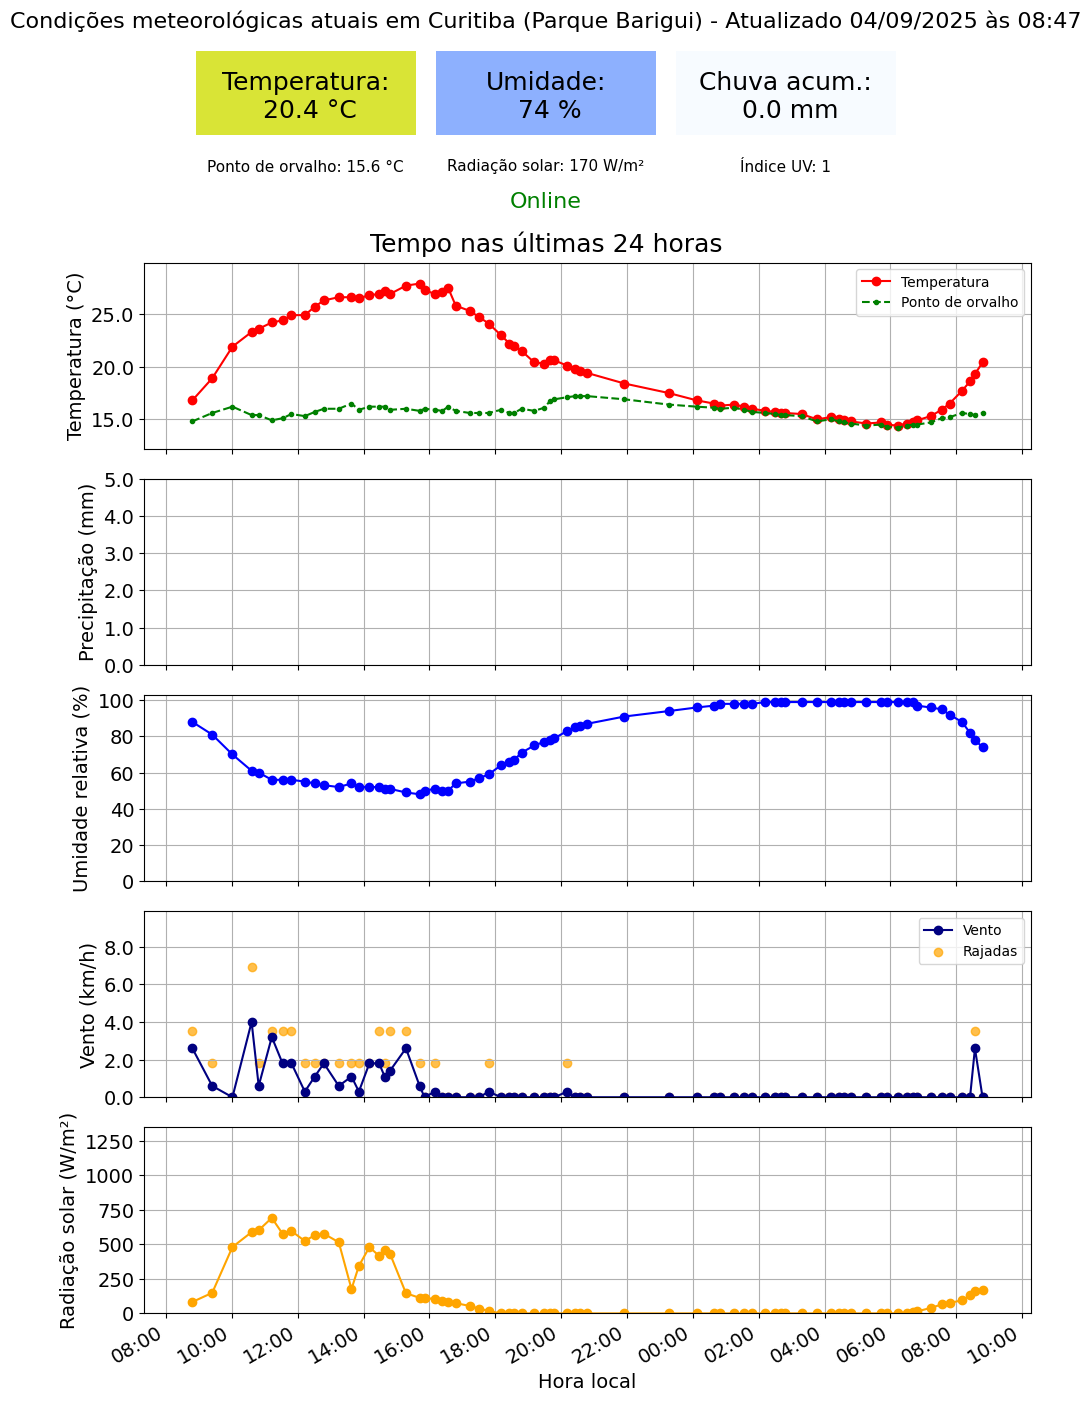 Condições meteorológicas atuais em Curitiba (Parque Barigui) - Atualizado 04/09/2025 às 08:47
Temperatura:
20.4 °C
Umidade:
74 %
Chuva acum.:
0.0 mm
Ponto de orvalho: 15.6 °C
Radiação solar: 170 W/m²
Índice UV: 1
Online
Tempo nas últimas 24 horas
Temperatura (°C)
25.0
20.0
15.0
Temperatura
Ponto de orvalho
Precipitação (mm)
5.0
4.0
3.0
2.0
1.0
0.0
Umidade relativa (%)
100
80
60
40
20
0
Vento (km/h)
8.0
6.0
4.0
2.0
0.0
Vento
Rajadas
Radiação solar (W/m²)
1250
1000
750
500
250
0
08:00
10:00
12:00
14:00
16:00
18:00
20:00
22:00
00:00
02:00
04:00
06:00
08:00
10:00
Hora local